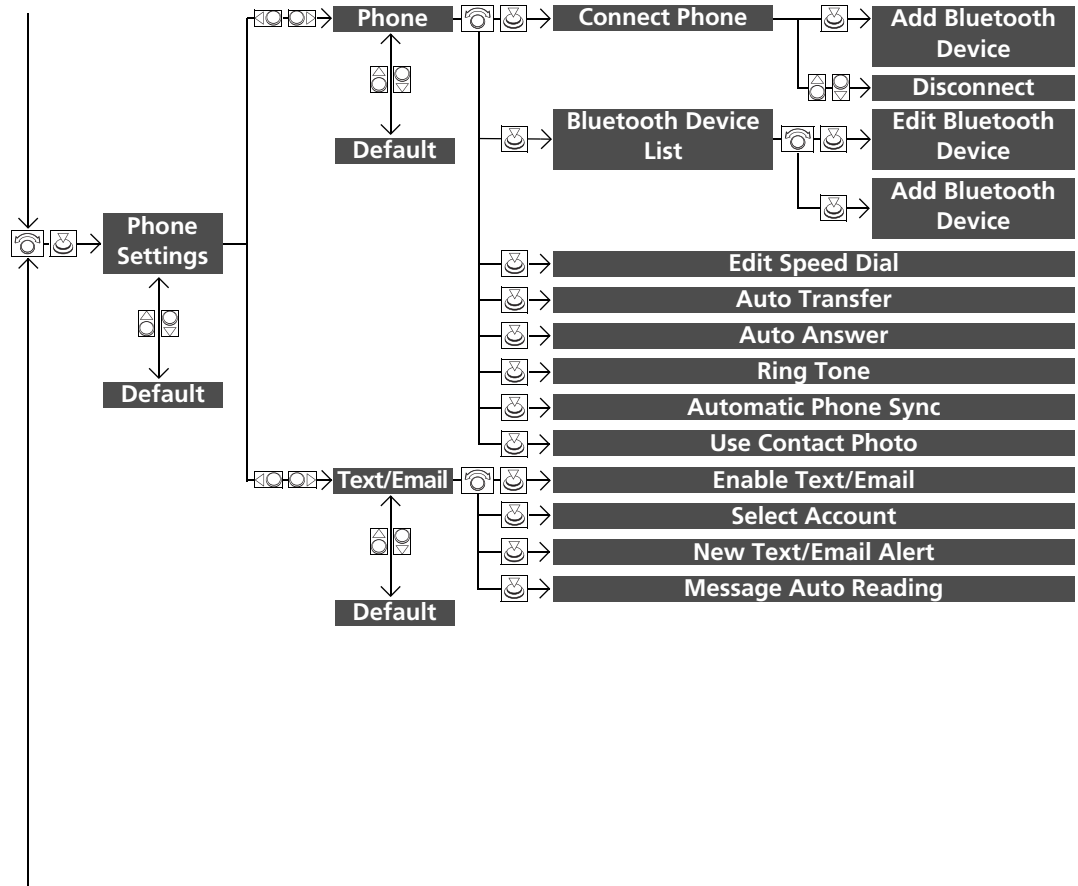 Phone
Connect Phone
Add Bluetooth
Device
Disconnect
Default
Bluetooth Device
List
Edit Bluetooth
Device
Add Bluetooth
Device
Phone
Settings
Default
Edit Speed Dial
Auto Transfer
Auto Answer
Ring Tone
Automatic Phone Sync
Use Contact Photo
Text/Email
Enable Text/Email
Select Account
New Text/Email Alert
Message Auto Reading
Default